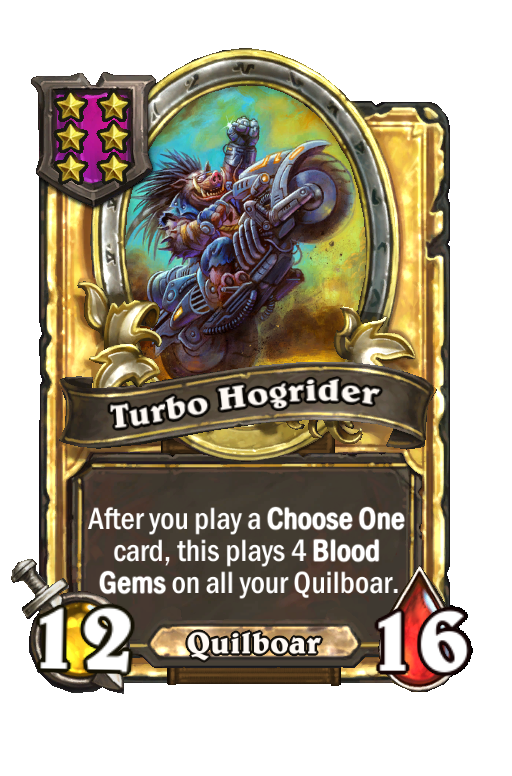 Turbo Hogrider
After you play a Choose One
card, this plays 4 Blood
Gems on all your Quilboar.
12
Quilboar
16